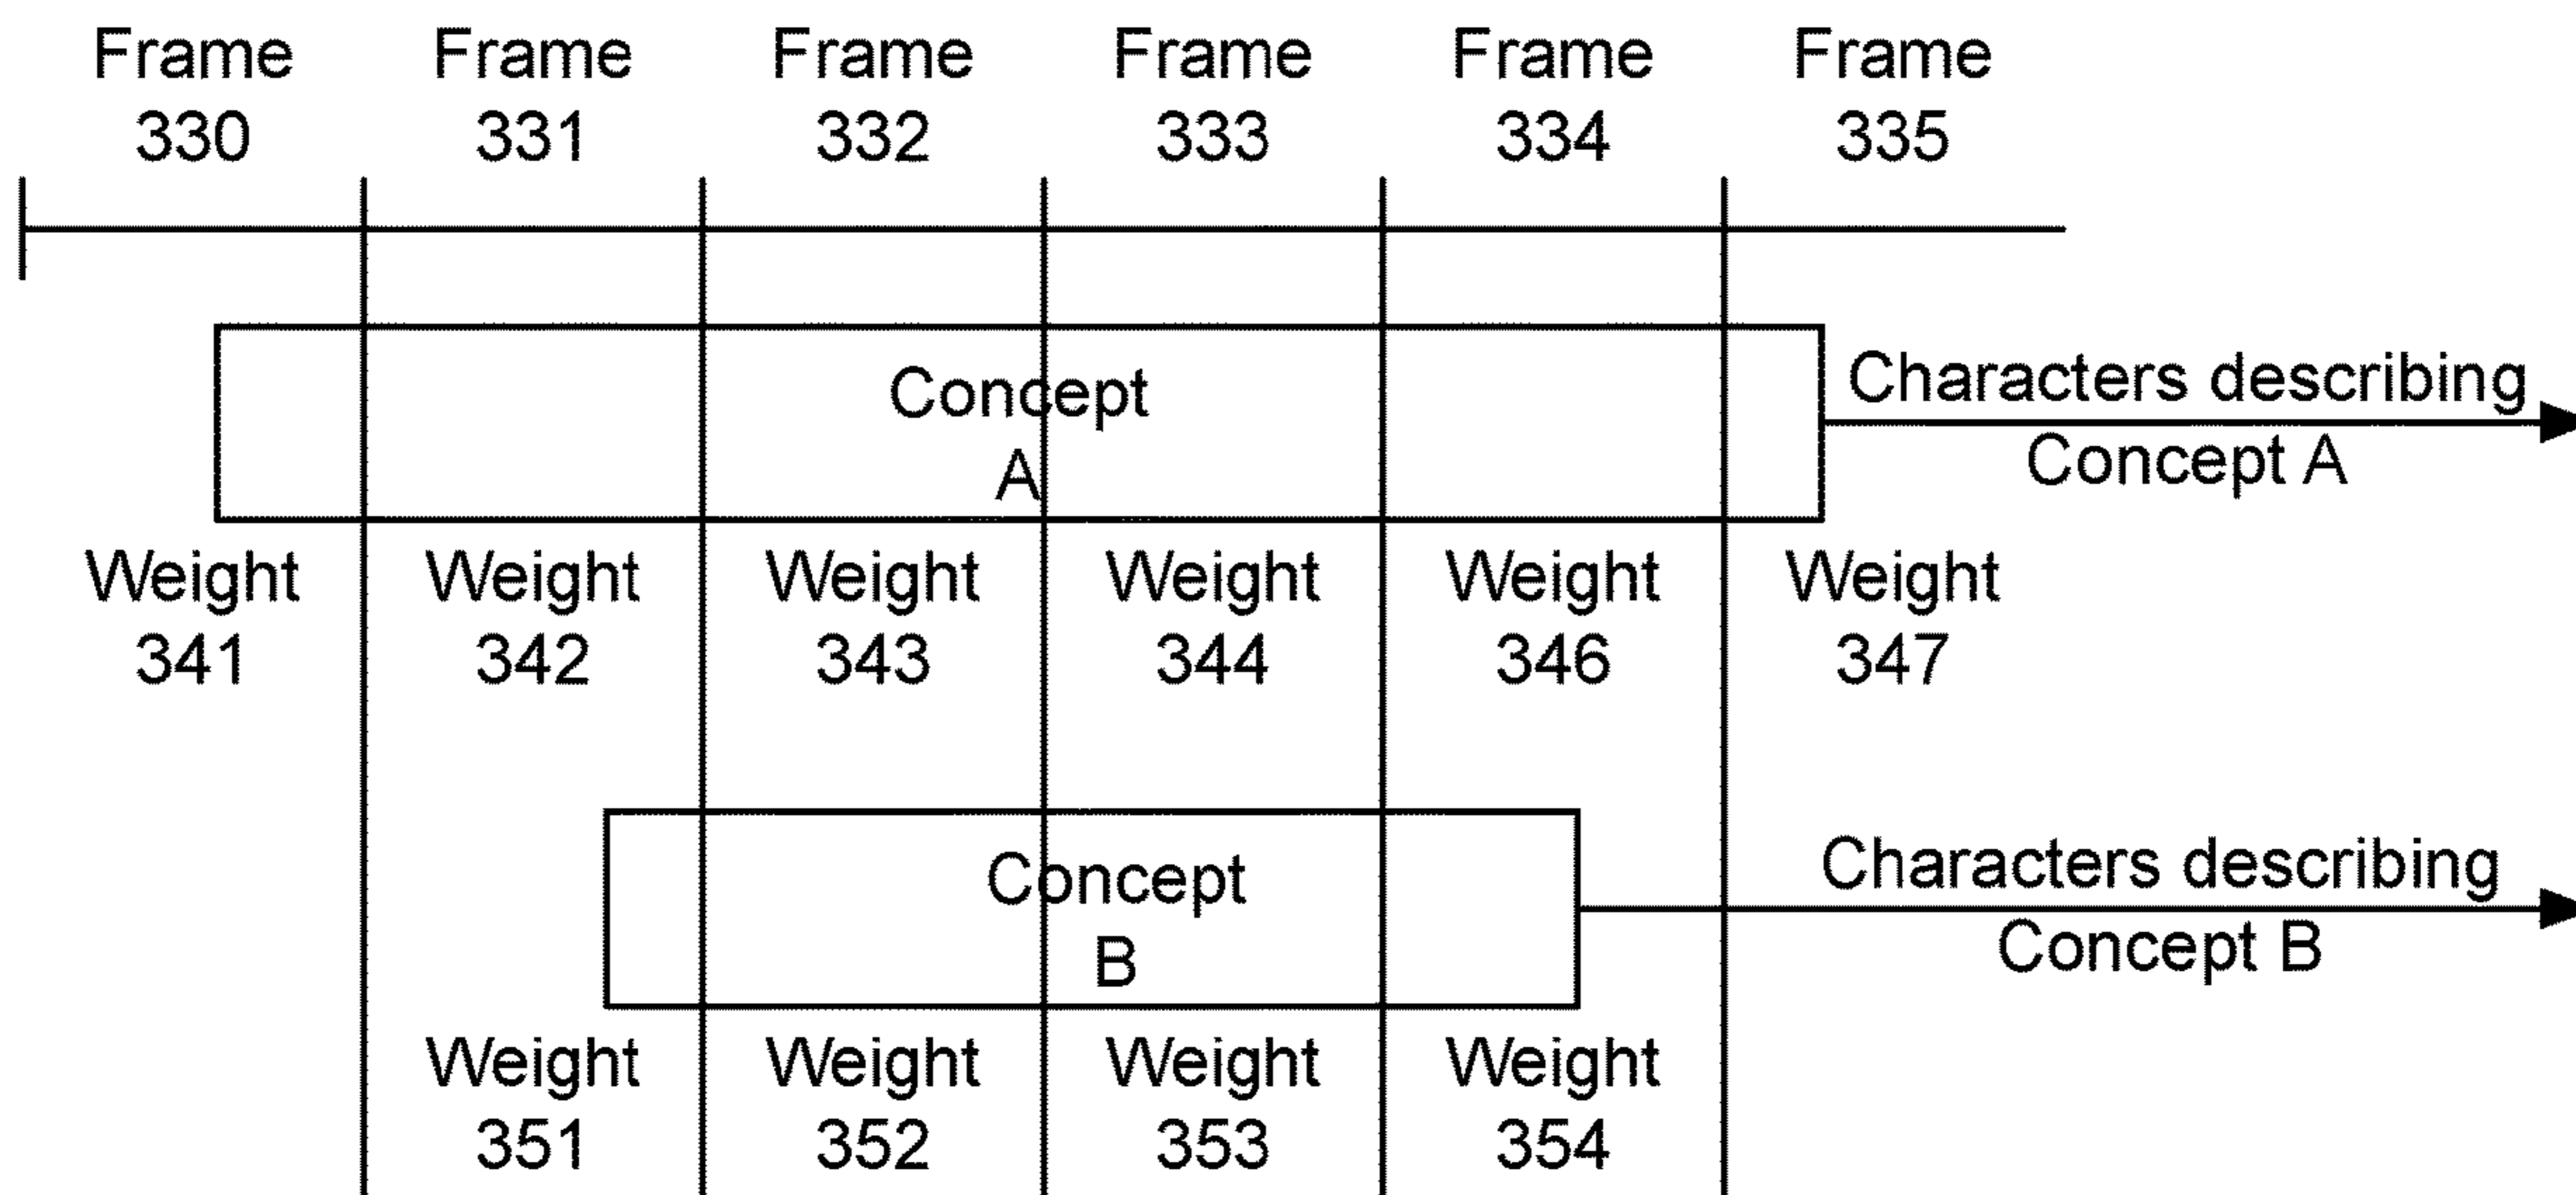 Frame Frame Frame Frame Frame Frame
330 331 332 333 334 335
Concept
A
Characters describing
Concept A
Weight Weight Weight Weight Weight Weight
341 342 343 344 346 347
Concept
B
Characters describing
Concept B
Weight Weight Weight Weight
351 352 353 354